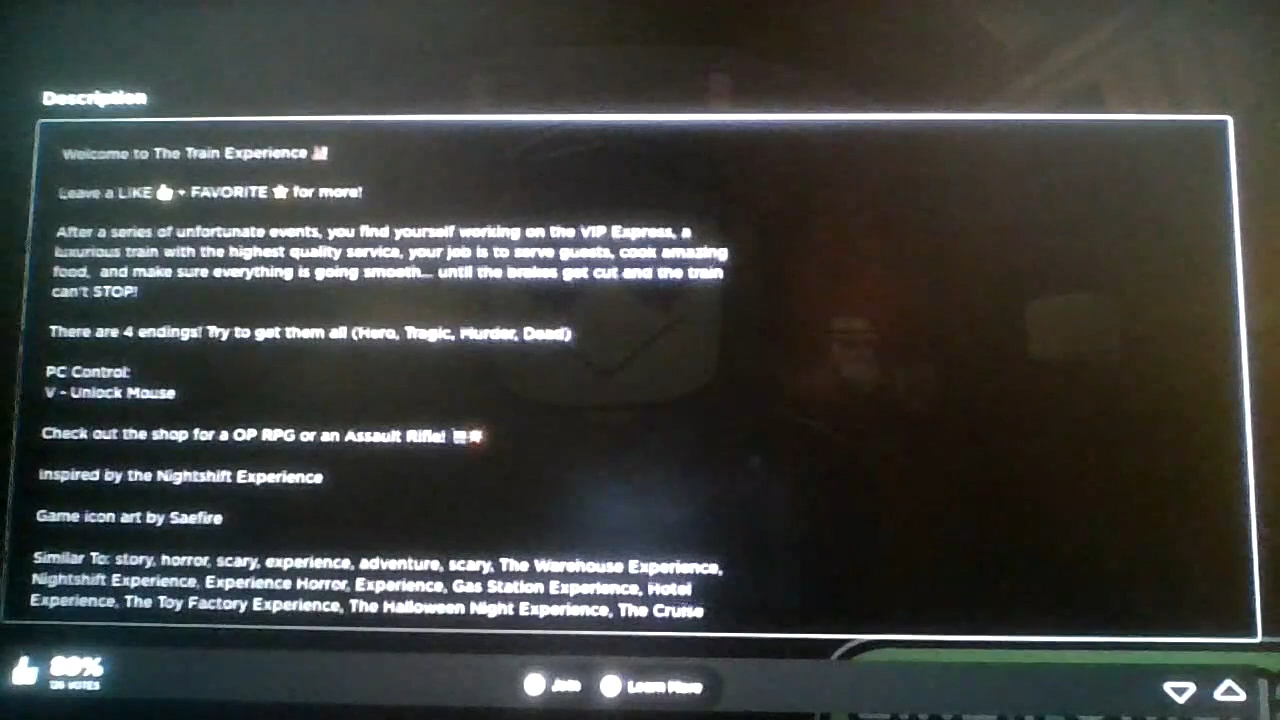 Description
Welcome to The Train Experience
Leave a LIKE 👍 + FAVORITE ⭐ for more!
After a series of unfortunate events, you find yourself working on the VIP Express, a
luxurious train with the highest quality service, your job is to serve guests, cook amazing
food, and make sure everything is going smooth... until the brakes get cut and the train
can't STOP!
There are 4 endings! Try to get them all (Hero, Tragic, Murder, Dead)
PC Control:
V - Unlock Mouse
Check out the shop for a OP RPG or an Assault Rifle!
Inspired by the Nightshift Experience
Game icon art by Saefire
Similar To: story, horror, scary, experience, adventure, scary, The Warehouse Experience,
Nightshift Experience, Experience Horror, Experience, Gas Station Experience, Hotel
Experience, The Toy Factory Experience, The Halloween Night Experience, The Cruise
VOTES
Join
Learn More